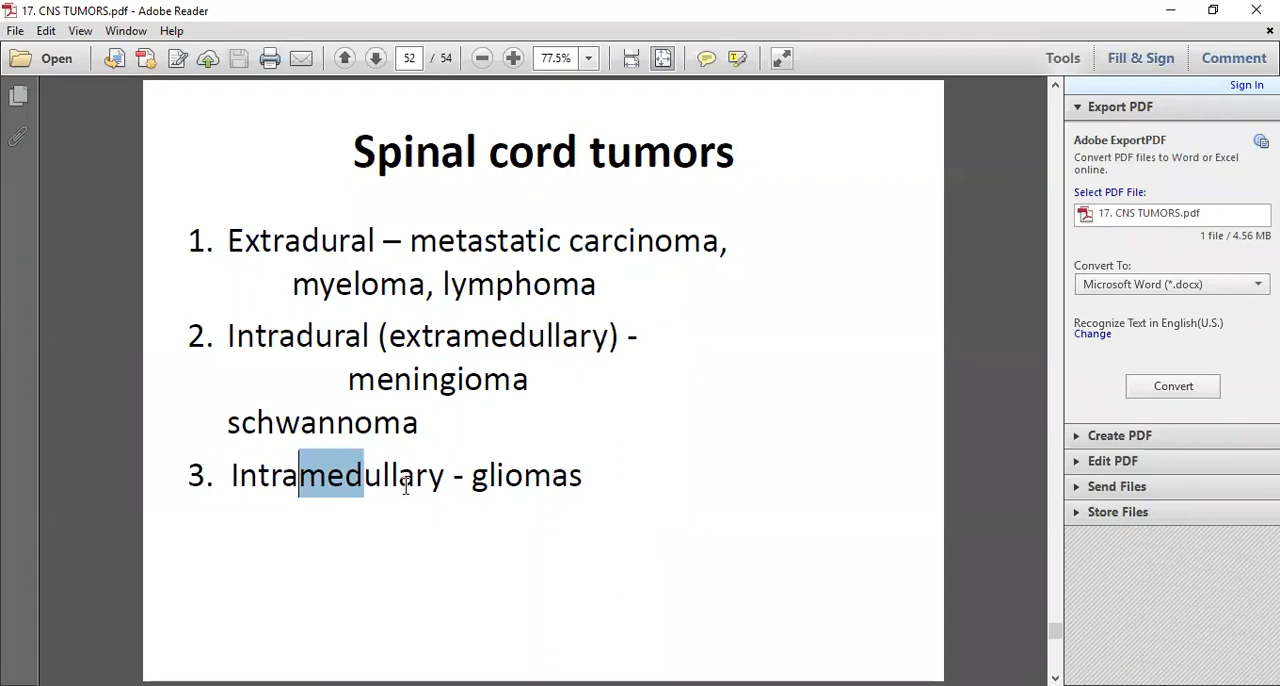 17. CNS TUMORS.pdf - Adobe Reader
File Edit View Window Help
Open 52 / 54 77.5% Tools Fill & Sign Comment
Sign In
Spinal cord tumors
1. Extradural – metastatic carcinoma,
myeloma, lymphoma
2. Intradural (extramedullary) -
meningioma
schwannoma
3. Intramedullary - gliomas
Export PDF
Adobe ExportPDF
Convert PDF files to Word or Excel
online.
Select PDF File:
17. CNS TUMORS.pdf
1 file / 4.56 MB
Convert To:
Microsoft Word (*.docx)
Recognize Text in English(U.S.)
Change
Convert
Create PDF
Edit PDF
Send Files
Store Files